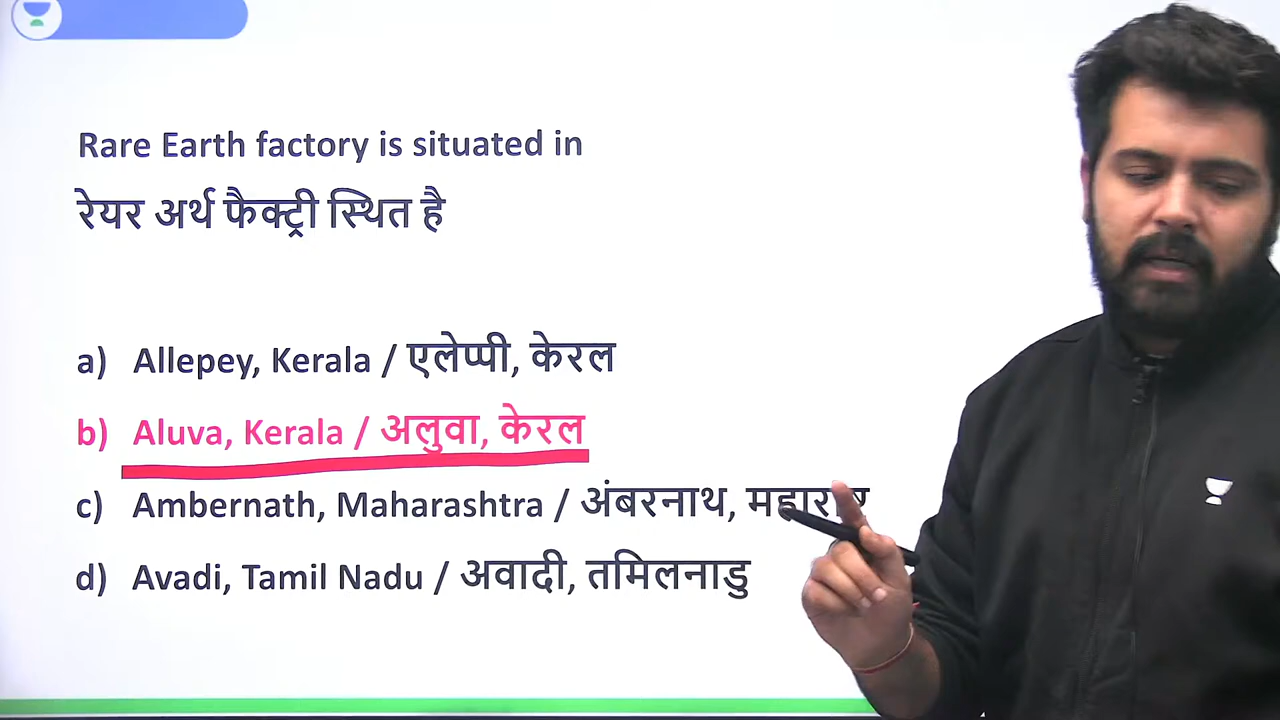 Rare Earth factory is situated in
रेयर अर्थ फैक्ट्री स्थित है
a) Allepey, Kerala / एलेप्पी, केरल
b) Aluva, Kerala / अलुवा, केरल
c) Ambernath, Maharashtra / अंबरनाथ,
d) Avadi, Tamil Nadu / अवादी, तमिलनाडु